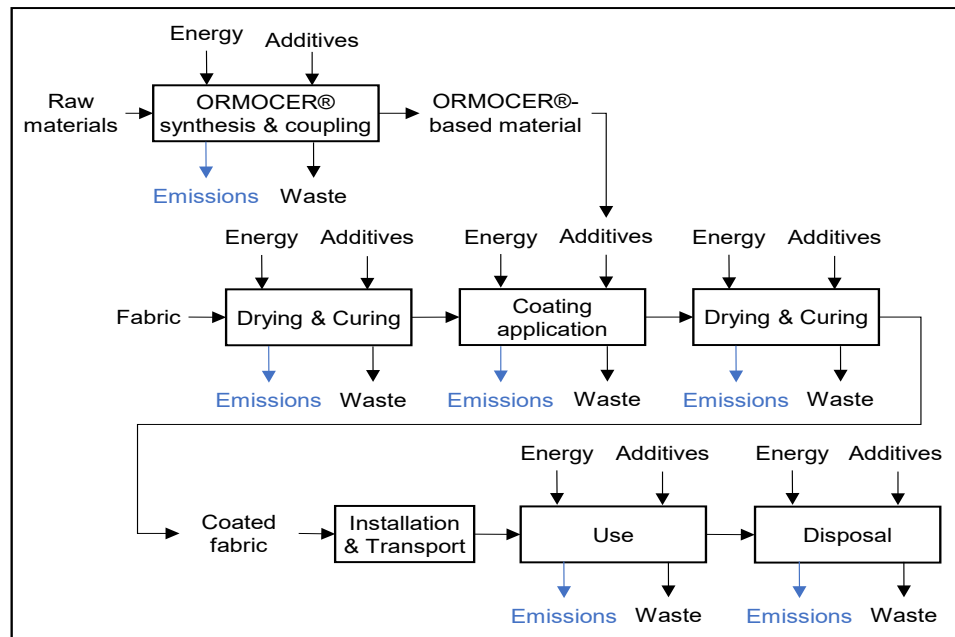 Energy
Additives
Raw
materials
ORMOCER®
synthesis & coupling
ORMOCER®-
based material
Emissions
Waste
Energy
Additives
Energy
Additives
Energy
Additives
Fabric
Drying & Curing
Coating
application
Drying & Curing
Emissions
Waste
Emissions
Waste
Emissions
Waste
Energy
Additives
Energy
Additives
Coated
fabric
Installation
& Transport
Use
Disposal
Emissions
Waste
Emissions
Waste